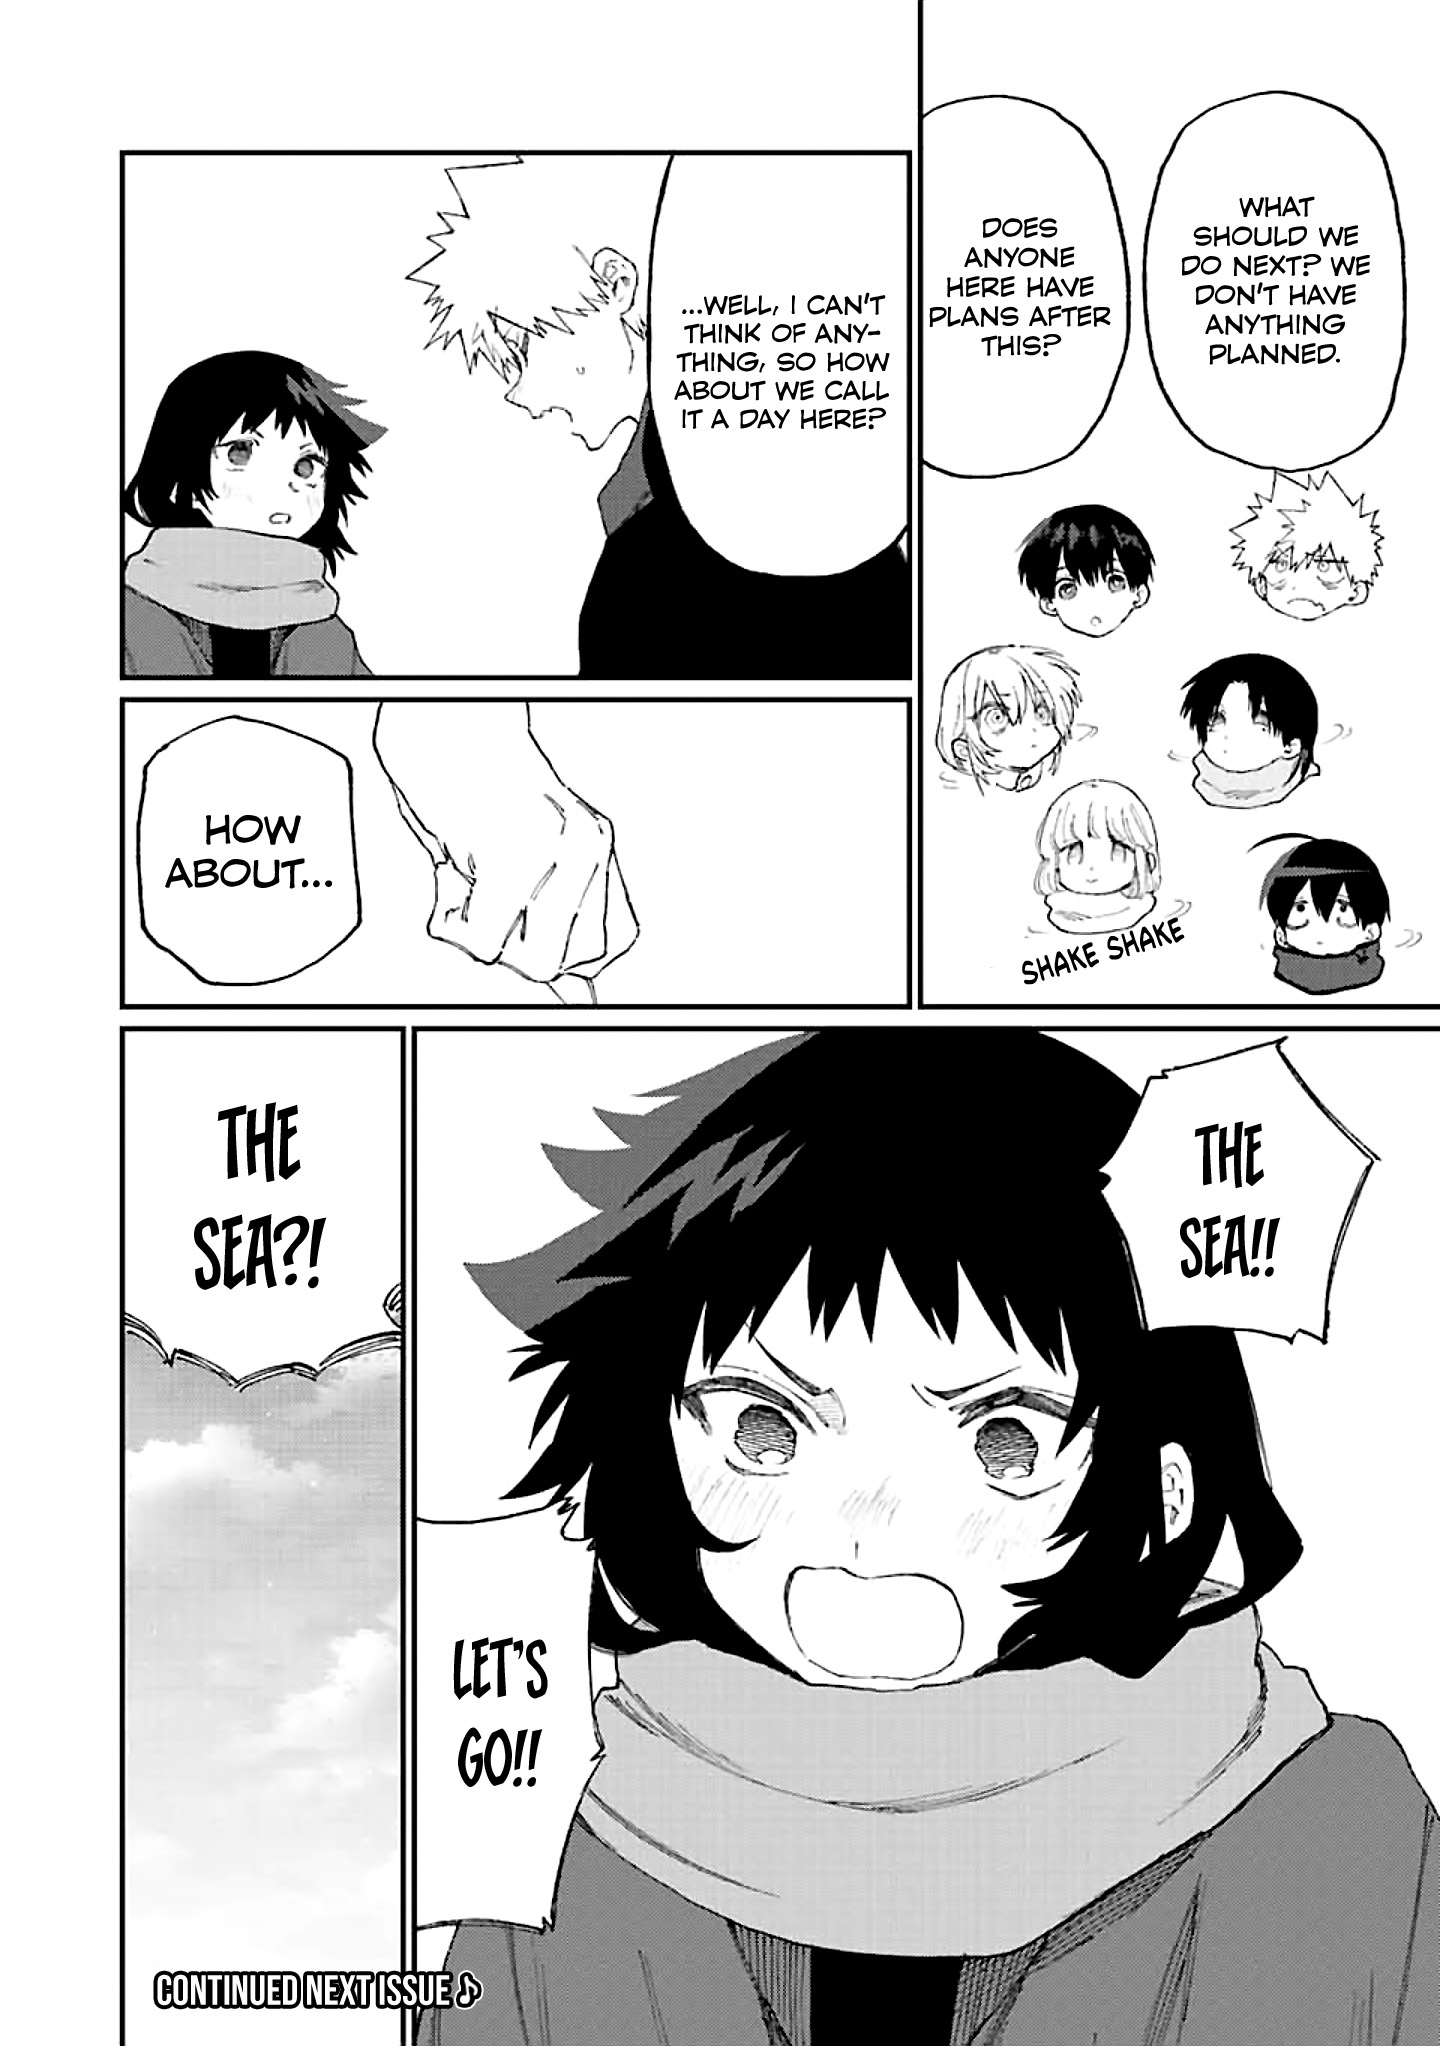 WHAT
SHOULD WE
DO NEXT? WE
DON'T HAVE
ANYTHING
PLANNED.
DOES
ANYONE
HERE HAVE
PLANS AFTER
THIS?
SHAKE SHAKE
...WELL, I CAN'T
THINK OF ANY-
THING, SO HOW
ABOUT WE CALL
IT A DAY HERE?
HOW
ABOUT...
THE
SEA!!
LET'S
GO!!
THE
SEA?!
CONTINUED NEXT ISSUE ♪